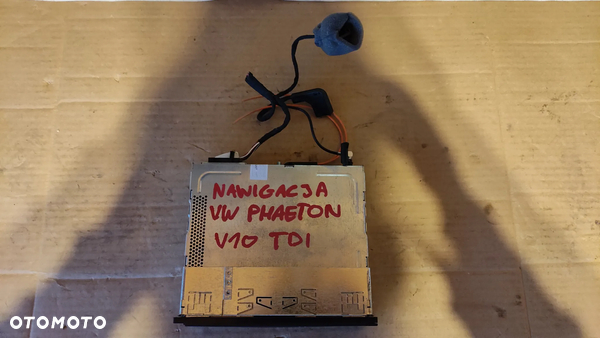 NAWIGACJA
VW PHAETON
V10 TDI
OTOMOTO